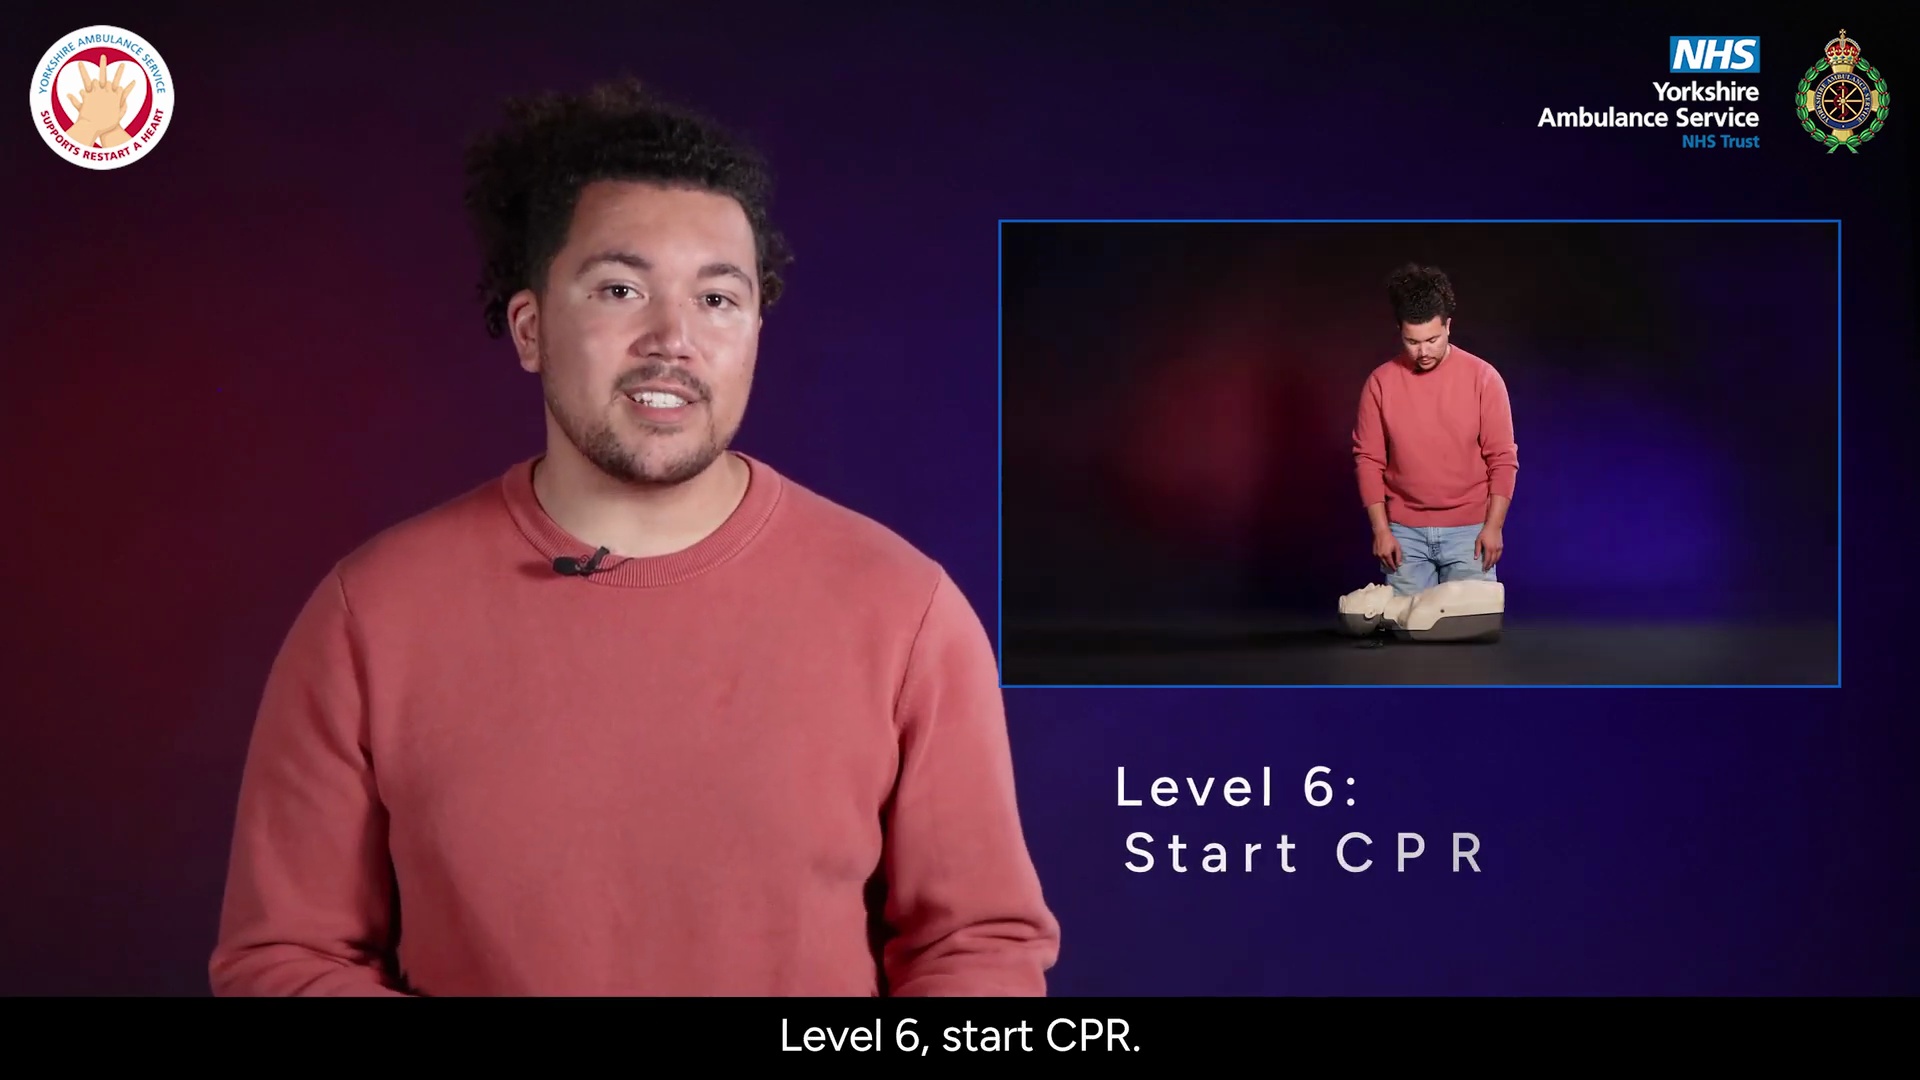 YORKSHIRE AMBULANCE SERVICE
SUPPORTS RESTART A HEART
NHS
Yorkshire
Ambulance Service
NHS Trust
Level 6:
Start CPR
Level 6, start CPR.